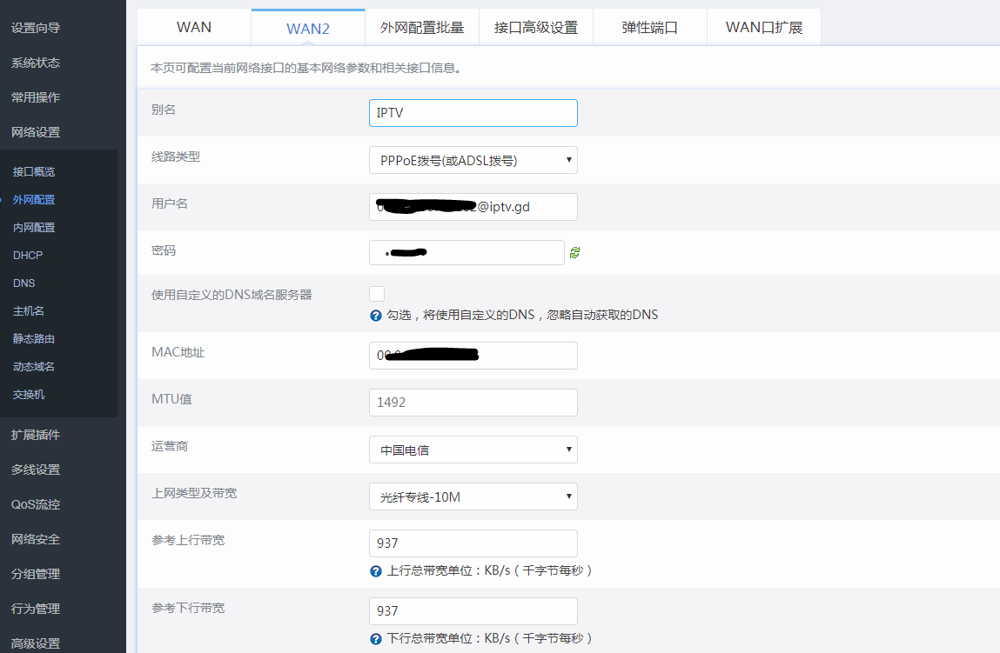 设置向导
系统状态
常用操作
网络设置
接口概览
外网配置
内网配置
DHCP
DNS
主机名
静态路由
动态域名
交换机
扩展插件
多线设置
QoS流控
网络安全
分组管理
行为管理
高级设置
WAN
WAN2
外网配置批量
接口高级设置
弹性端口
WAN口扩展
本页可配置当前网络接口的基本网络参数和相关接口信息。
别名
IPTV
线路类型
PPPoE拨号(或ADSL拨号)
用户名
@iptv.gd
密码
使用自定义的DNS域名服务器
勾选，将使用自定义的DNS，忽略自动获取的DNS
MAC地址
00
MTU值
1492
运营商
中国电信
上网类型及带宽
光纤专线-10M
参考上行带宽
937
上行总带宽单位：KB/s（千字节每秒）
参考下行带宽
937
下行总带宽单位：KB/s（千字节每秒）